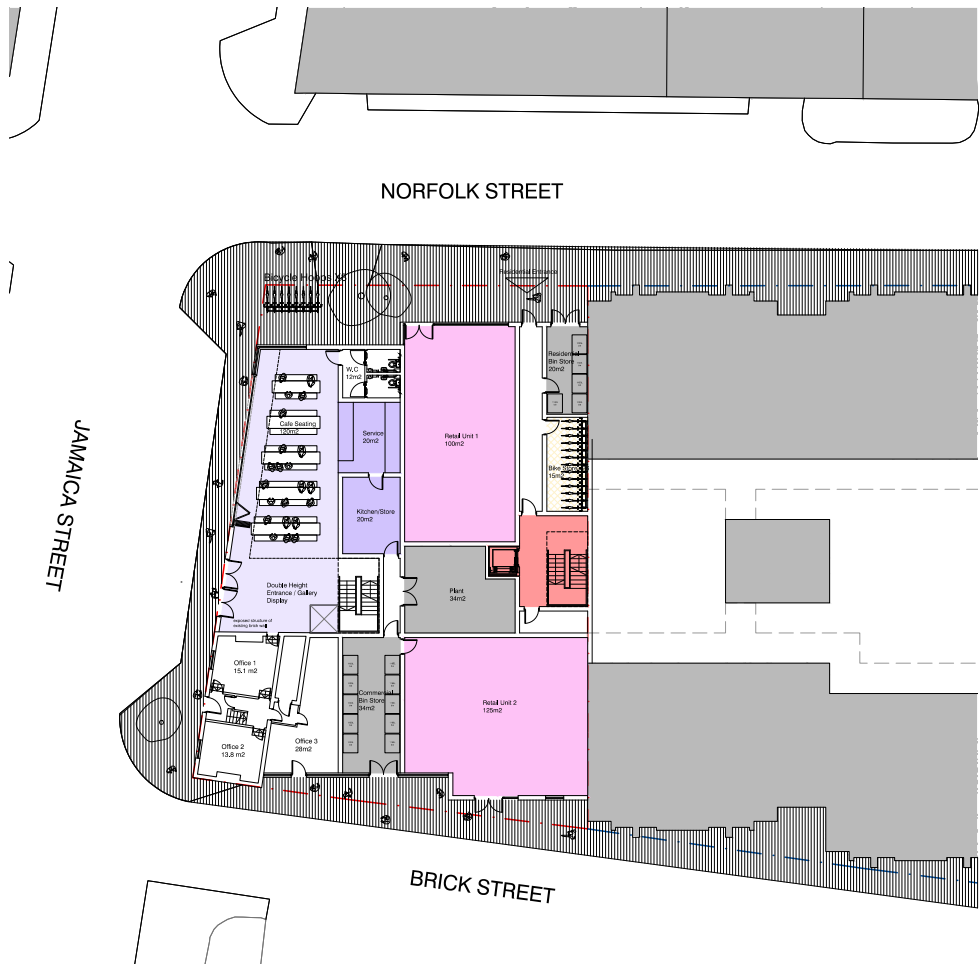 NORFOLK STREET
Bicycle Hoops x8
Residential Entrance
W.C
12m2
Residential
Bin Store
20m2
Cafe Seating
120m2
Service
20m2
Retail Unit 1
100m2
Bike Store
15m2
JAMAICA STREET
Kitchen/Store
20m2
Double Height
Entrance / Gallery
Display
Plant
34m2
exposed structure of
existing brick wall
Office 1
15.1 m2
Commercial
Bin Store
34m2
Retail Unit 2
125m2
Office 2
13.8 m2
Office 3
28m2
BRICK STREET